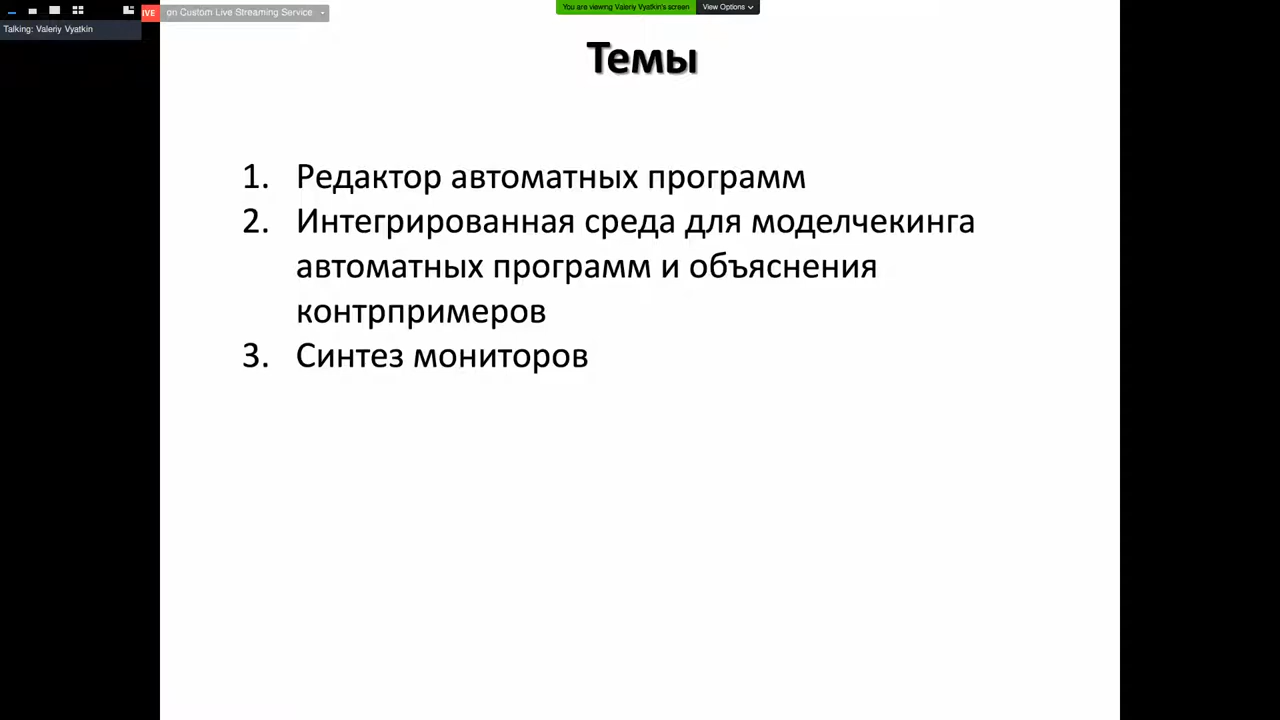 IVE on Custom Live Streaming Service
You are viewing Valeriy Vyatkin's screen View Options
Talking: Valeriy Vyatkin
Темы
1. Редактор автоматных программ
2. Интегрированная среда для моделчекинга
автоматных программ и объяснения
контрпримеров
3. Синтез мониторов